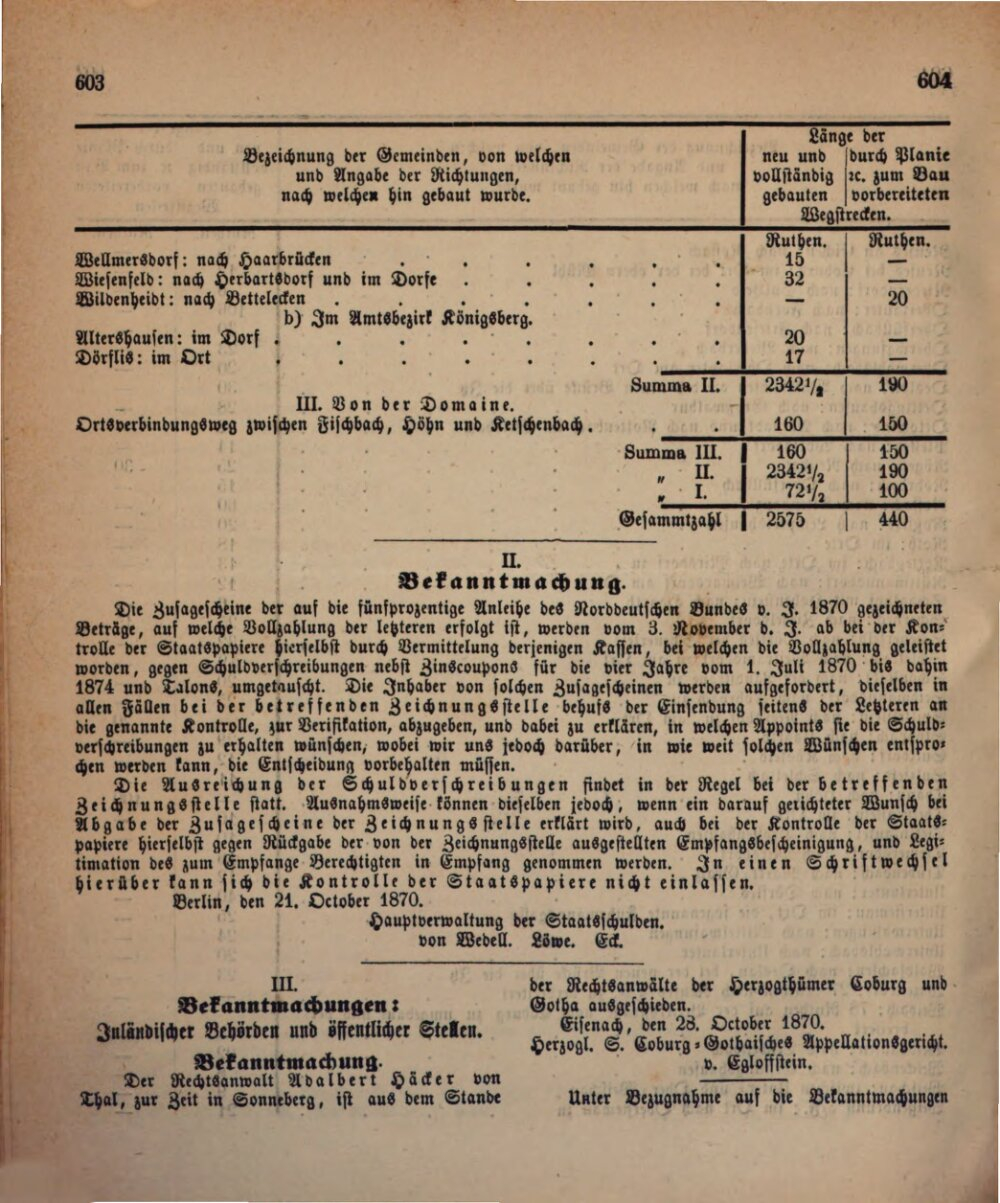 603
604
Bezeichnung der Gemeinden, von welchen
und Angabe der Richtungen,
nach welchen hin gebaut wurde.
Länge der
neu und durch Planie
vollständig ꝛc. zum Bau
gebauten vorbereiteten
Wegstrecken.
Ruthen. Ruthen.
Wellmersdorf: nach Haarbrücken . . . . . 15 —
Wiesenfeld: nach Herbartsdorf und im Dorfe . . . . . 32 —
Wildenheidt: nach Bettelecken . . . . . . . — 20
b) Im Amtsbezirk Königsberg.
Altershausen: im Dorf . . . . . . . . 20 —
Dörflis: im Ort . . . . . . . . 17 —
Summa II. 2342½ 190
III. Von der Domaine.
Ortsverbindungsweg zwischen Fischbach, Höhn und Ketschenbach . . . 160 150
Summa III. 160 150
„ II. 2342½ 190
„ I. 72½ 100
Gesammtzahl 2575 440
II.
Bekanntmachung.
Die Zusagescheine der auf die fünfprozentige Anleihe des Norddeutschen Bundes v. J. 1870 gezeichneten
Beträge, auf welche Vollzahlung der letzteren erfolgt ist, werden vom 3. November d. J. ab bei der Kon-
trolle der Staatspapiere hierselbst durch Vermittelung derjenigen Kassen, bei welchen die Vollzahlung geleistet
worden, gegen Schuldverschreibungen nebst Zinscoupons für die vier Jahre vom 1. Juli 1870 bis dahin
1874 und Talons, umgetauscht. Die Inhaber von solchen Zusagescheinen werden aufgefordert, dieselben in
allen Fällen bei der betreffenden Zeichnungsstelle behufs der Einsendung seitens der Letzteren an
die genannte Kontrolle, zur Verifikation, abzugeben, und dabei zu erklären, in welchen Appoints sie die Schuld-
verschreibungen zu erhalten wünschen, wobei wir uns jedoch darüber, in wie weit solchen Wünschen entspro-
chen werden kann, die Entscheidung vorbehalten müssen.
Die Ausreichung der Schuldverschreibungen findet in der Regel bei der betreffenden
Zeichnungsstelle statt. Ausnahmsweise können dieselben jedoch, wenn ein darauf gerichteter Wunsch bei
Abgabe der Zusagescheine der Zeichnungsstelle erklärt wird, auch bei der Kontrolle der Staats-
papiere hierselbst gegen Rückgabe der von der Zeichnungsstelle ausgestellten Empfangsbescheinigung, und Legi-
timation des zum Empfange Berechtigten in Empfang genommen werden. In einen Schriftwechsel
hierüber kann sich die Kontrolle der Staatspapiere nicht einlassen.
Berlin, den 21. October 1870.
Hauptverwaltung der Staatsschulden.
von Wedell. Löwe. Eck.
III.
Bekanntmachungen:
Inländischer Behörden und öffentlicher Stellen.
Bekanntmachung.
Der Rechtsanwalt Adalbert Häcker von
Thal, zur Zeit in Sonneberg, ist aus dem Stande
der Rechtsanwälte der Herzogthümer Coburg und
Gotha ausgeschieden.
Eisenach, den 28. October 1870.
Herzogl. S. Coburg-Gothaisches Appellationsgericht.
v. Egloffstein.
Unter Bezugnahme auf die Bekanntmachungen